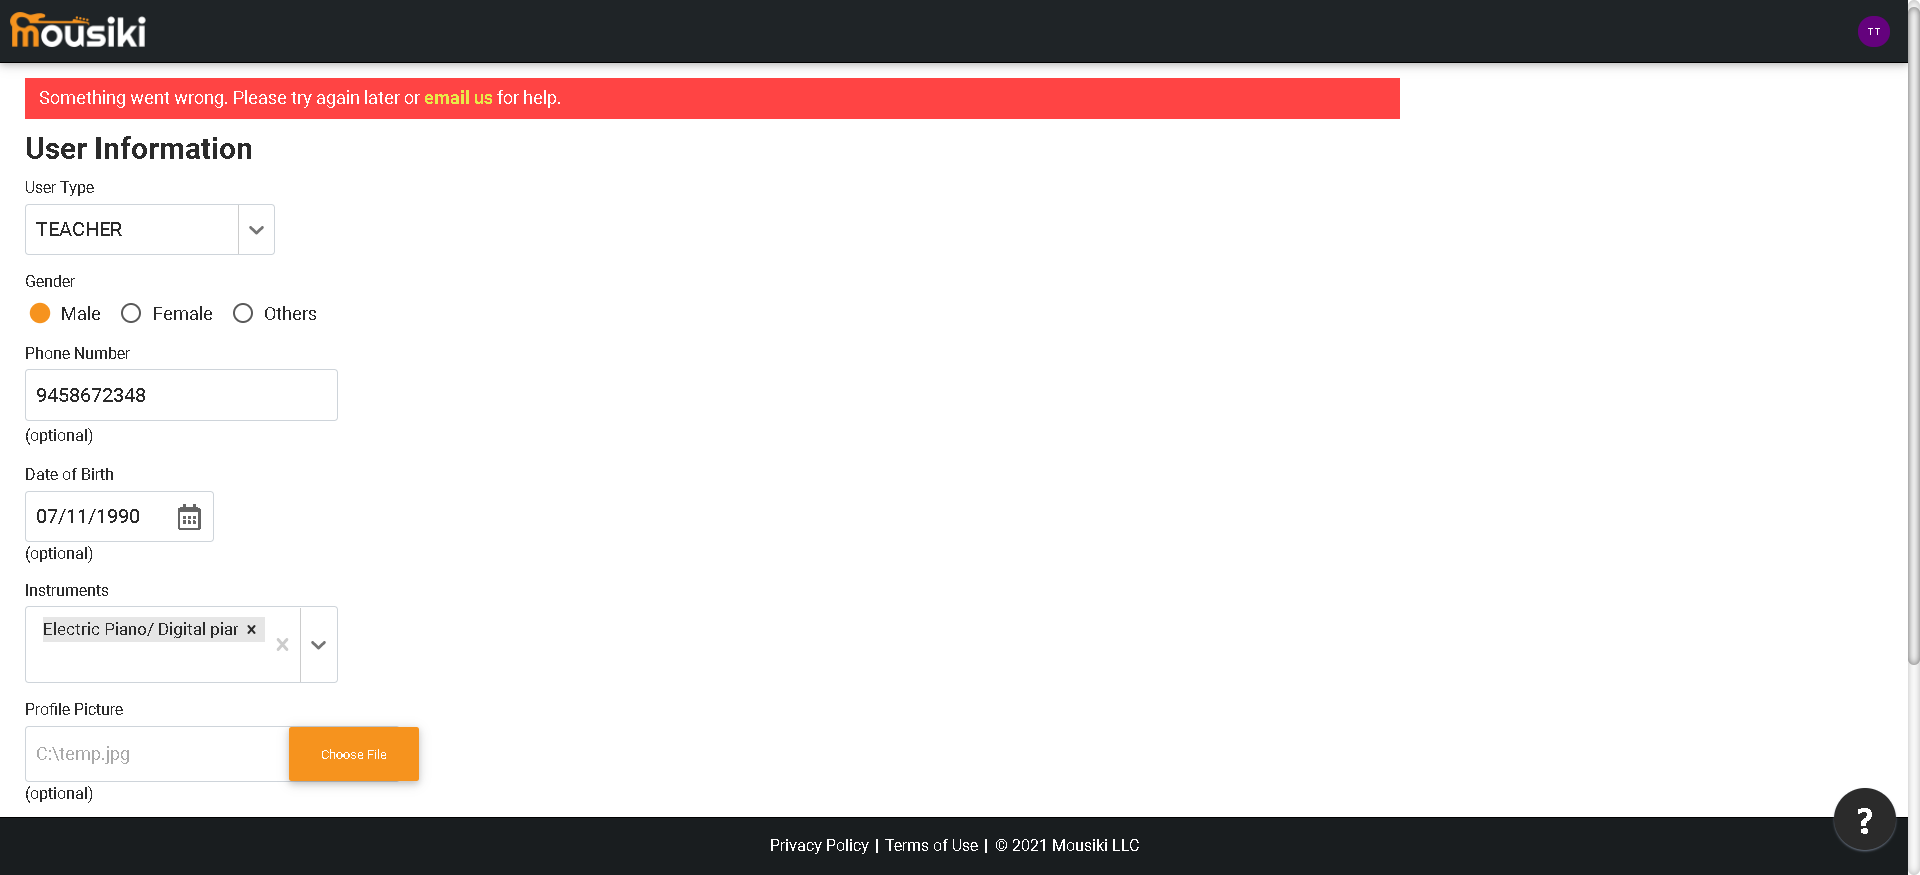 mousiki
TT
Something went wrong. Please try again later or email us for help.
User Information
User Type
TEACHER
Gender
Male Female Others
Phone Number
9458672348
(optional)
Date of Birth
07/11/1990
(optional)
Instruments
Electric Piano/ Digital piar ×
Profile Picture
C:\temp.jpg Choose File
(optional)
?
Privacy Policy | Terms of Use | © 2021 Mousiki LLC